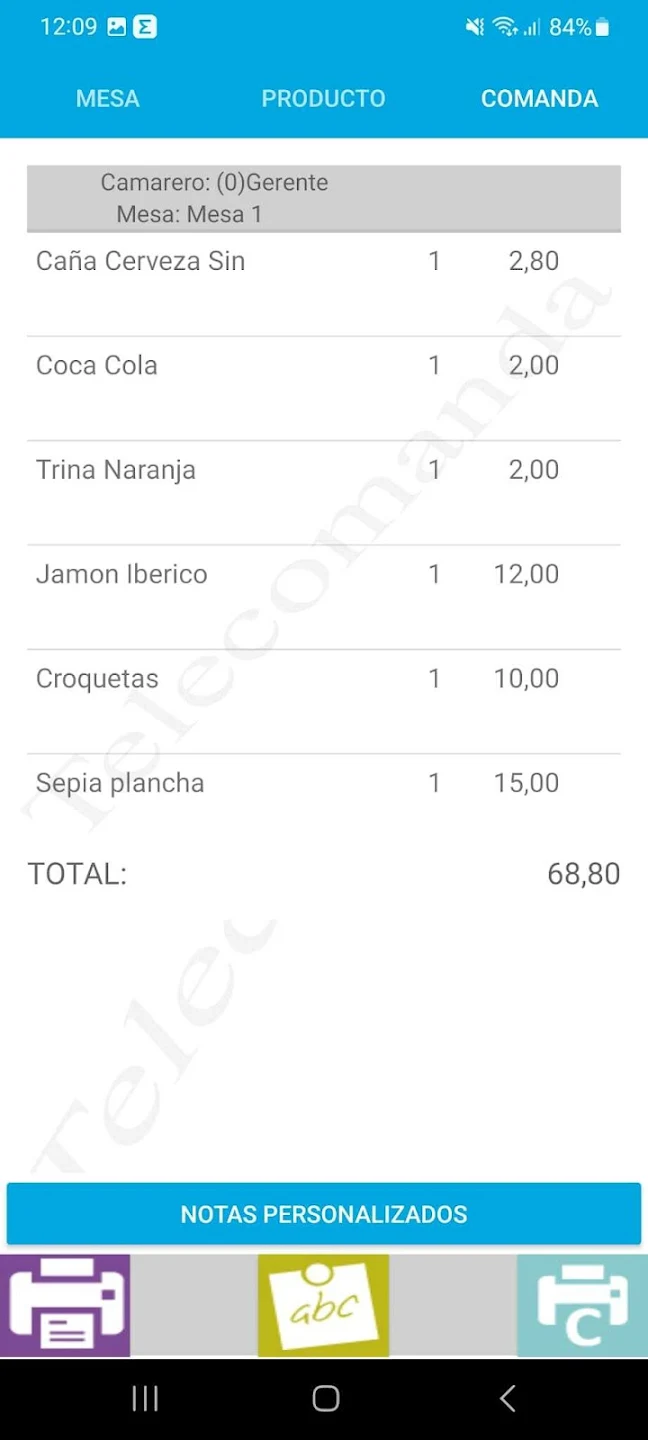 12:09 Σ 84%
MESA PRODUCTO COMANDA
Camarero: (0)Gerente
Mesa: Mesa 1
Caña Cerveza Sin 1 2,80
Coca Cola 1 2,00
Trina Naranja 1 2,00
Jamon Iberico 1 12,00
Croquetas 1 10,00
Sepia plancha 1 15,00
Telecomanda
TOTAL: 68,80
Telec
NOTAS PERSONALIZADOS
abc
C